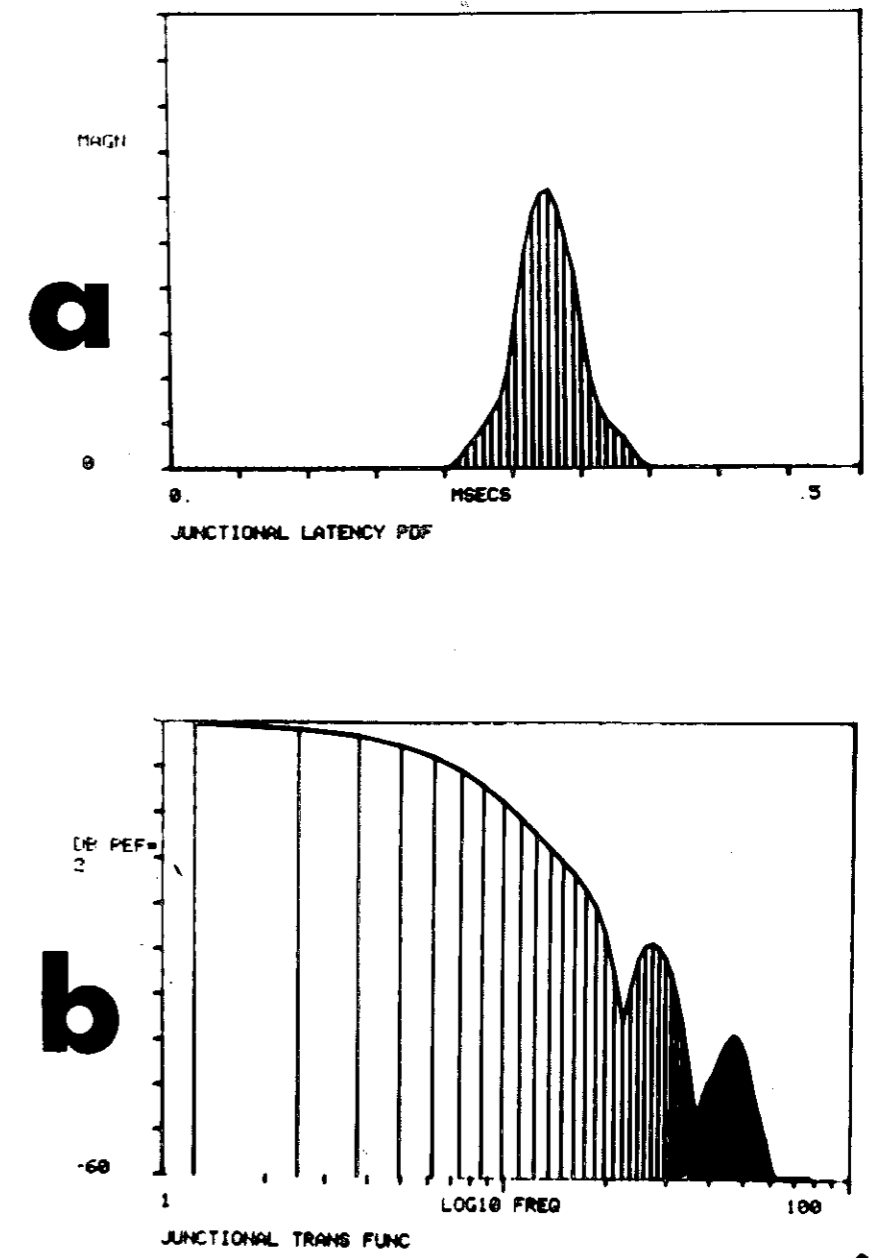 MAGN
a
0
0. MSECS .5
JUNCTIONAL LATENCY PDF
DB REF=
2
b
-60
1 LOG10 FREQ 100
JUNCTIONAL TRANS FUNC